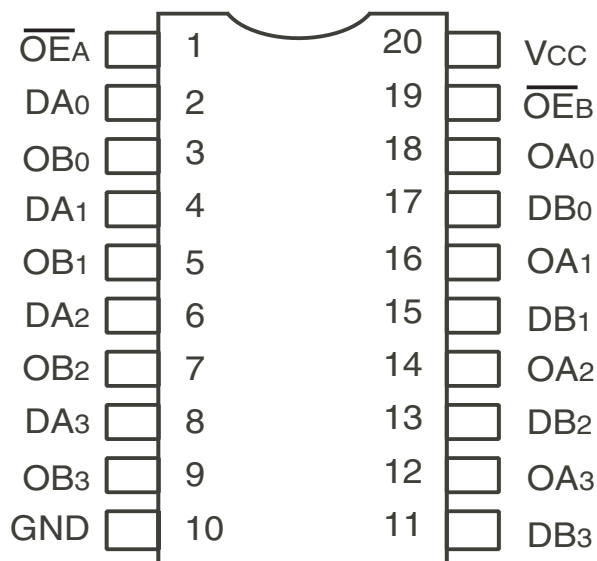 O̅E̅A 1 20 VCC
DA0 2 19 O̅E̅B
OB0 3 18 OA0
DA1 4 17 DB0
OB1 5 16 OA1
DA2 6 15 DB1
OB2 7 14 OA2
DA3 8 13 DB2
OB3 9 12 OA3
GND 10 11 DB3